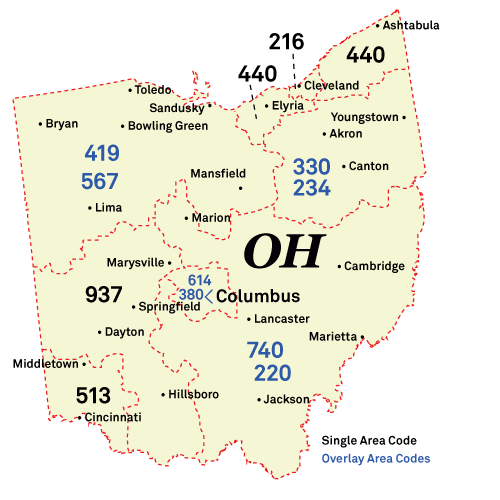 Ashtabula
216
440
440
Cleveland
Toledo
Sandusky
Elyria
Youngstown
Bryan
Bowling Green
Akron
419
567
330
234
Canton
Mansfield
Lima
Marion
OH
Marysville
Cambridge
614
380
Columbus
937
Springfield
Lancaster
Dayton
Marietta
740
220
Middletown
513
Hillsboro
Jackson
Cincinnati
Single Area Code
Overlay Area Codes